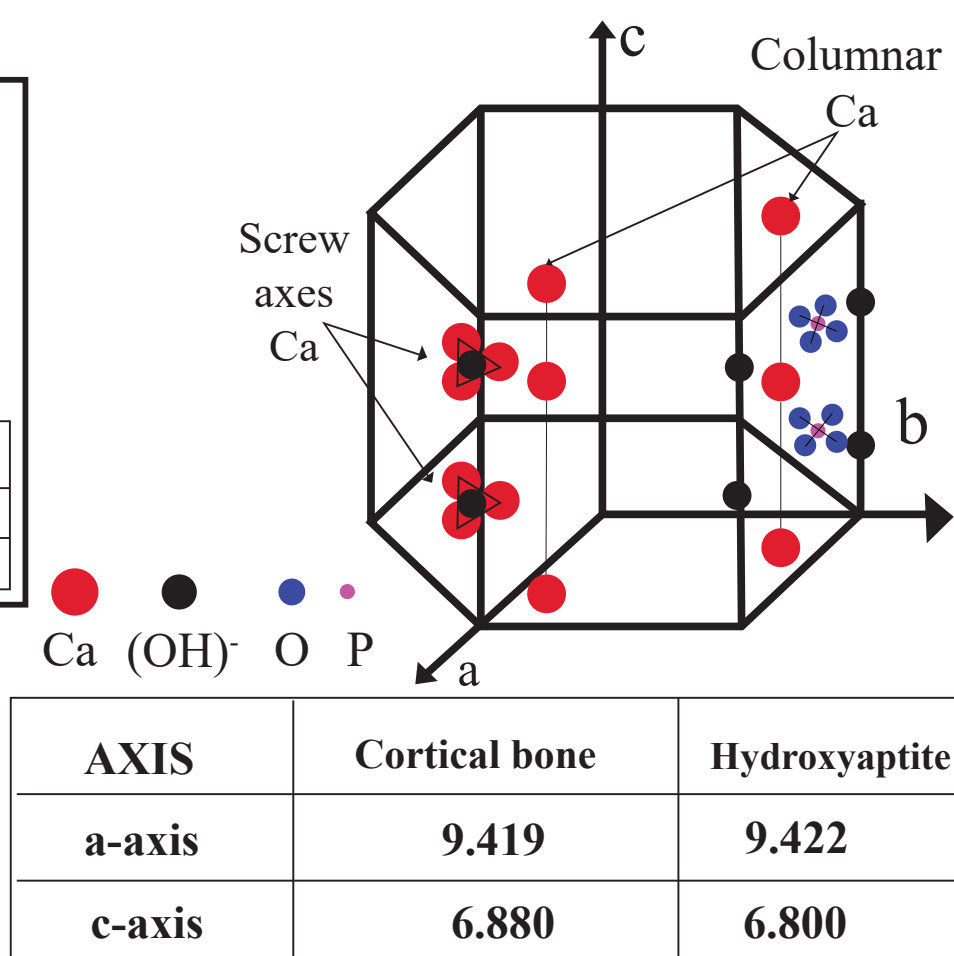 c
Columnar
Ca
Screw
axes
Ca
b
Ca (OH)- O P
a
AXIS Cortical bone Hydroxyaptite
a-axis 9.419 9.422
c-axis 6.880 6.800